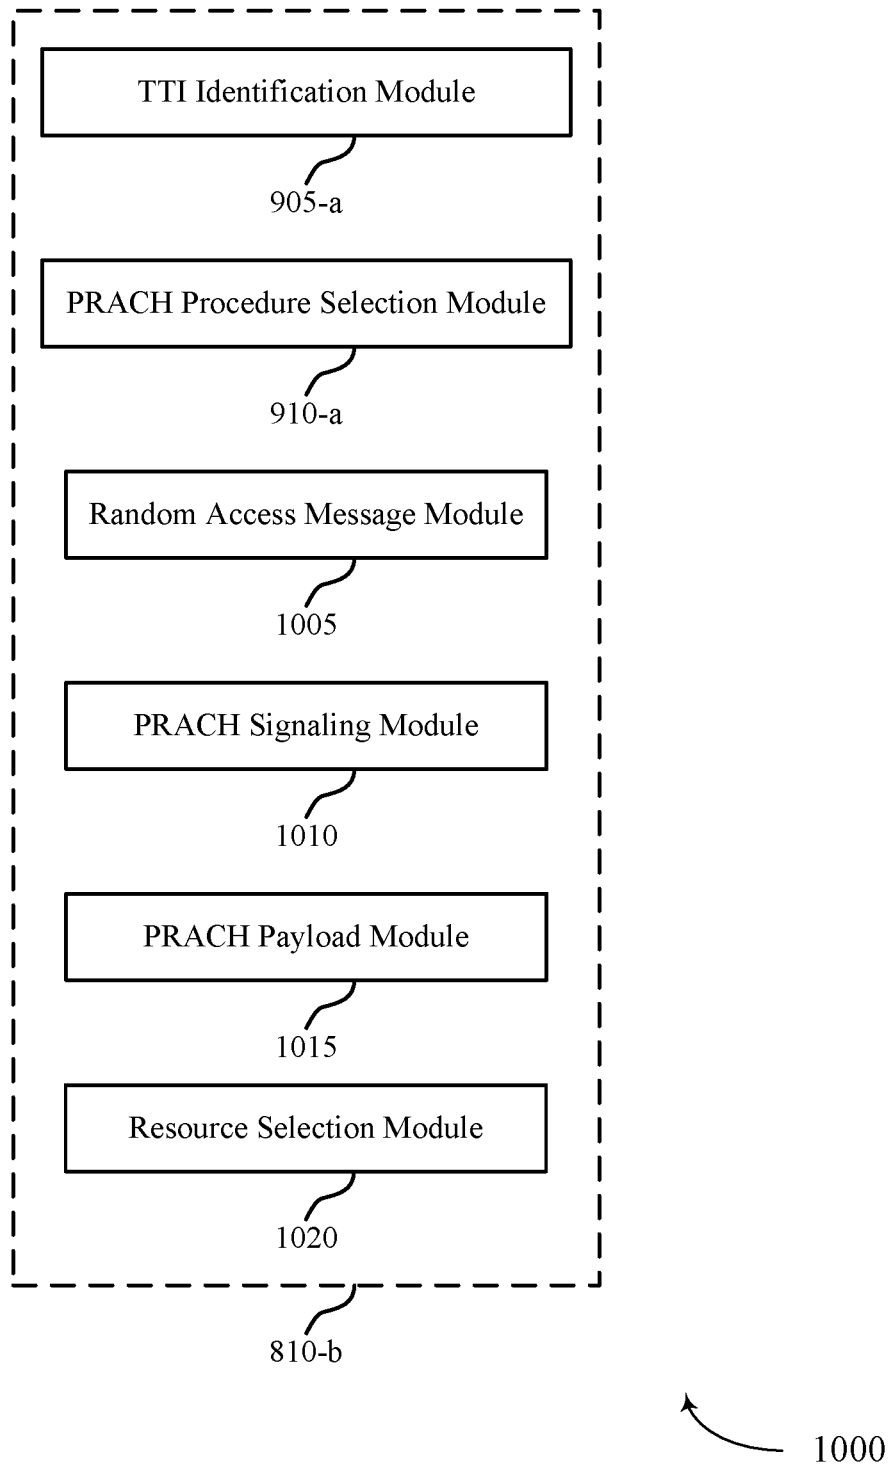 TTI Identification Module
905-a
PRACH Procedure Selection Module
910-a
Random Access Message Module
1005
PRACH Signaling Module
1010
PRACH Payload Module
1015
Resource Selection Module
1020
810-b
1000